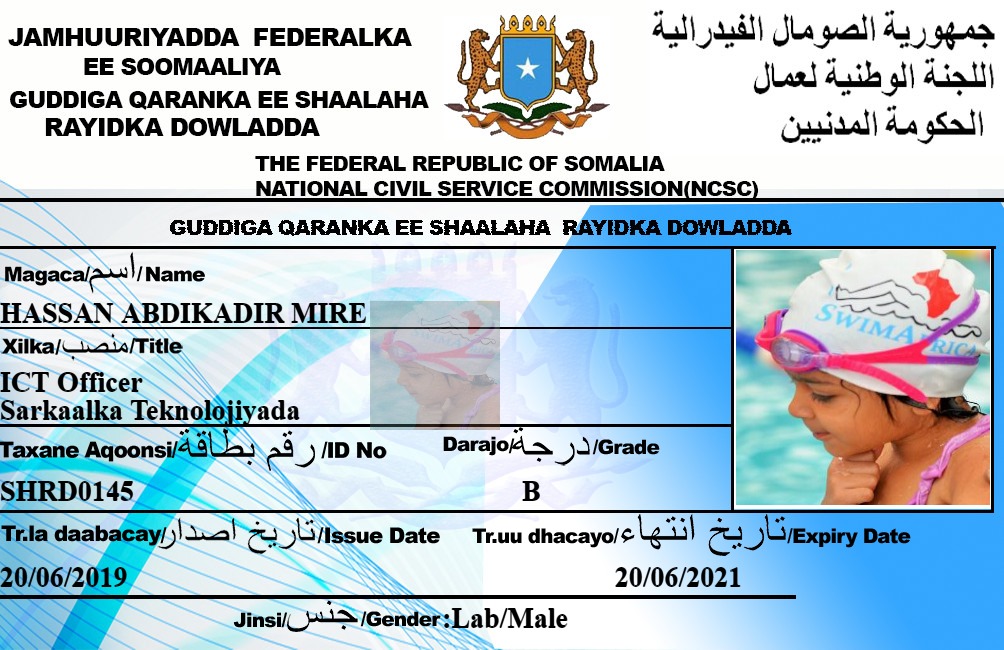 JAMHUURIYADDA FEDERALKA
EE SOOMAALIYA
GUDDIGA QARANKA EE SHAALAHA
RAYIDKA DOWLADDA
جمهورية الصومال الفيدرالية
اللجنة الوطنية لعمال
الحكومة المدنيين
THE FEDERAL REPUBLIC OF SOMALIA
NATIONAL CIVIL SERVICE COMMISSION(NCSC)
GUDDIGA QARANKA EE SHAALAHA RAYIDKA DOWLADDA
Magaca/اسم/Name
HASSAN ABDIKADIR MIRE
Xilka/منصب/Title
ICT Officer
Sarkaalka Teknolojiyada
SWIMAFRICA
Taxane Aqoonsi/رقم بطاقة/ID No
Darajo/درجة/Grade
SHRD0145
B
Tr.la daabacay/تاريخ اصدار/Issue Date
Tr.uu dhacayo/تاريخ انتهاء/Expiry Date
20/06/2019
20/06/2021
Jinsi/جنس/Gender:Lab/Male